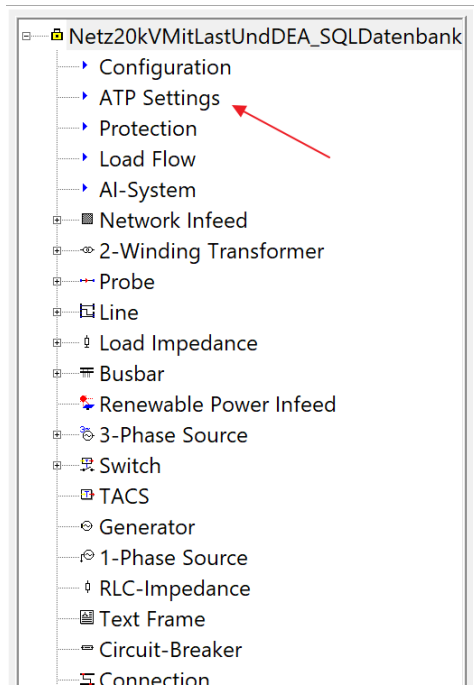 Netz20kVMitLastUndDEA_SQLDatenbank
Configuration
ATP Settings
Protection
Load Flow
AI-System
Network Infeed
2-Winding Transformer
Probe
Line
Load Impedance
Busbar
Renewable Power Infeed
3-Phase Source
Switch
TACS
Generator
1-Phase Source
RLC-Impedance
Text Frame
Circuit-Breaker
Connection